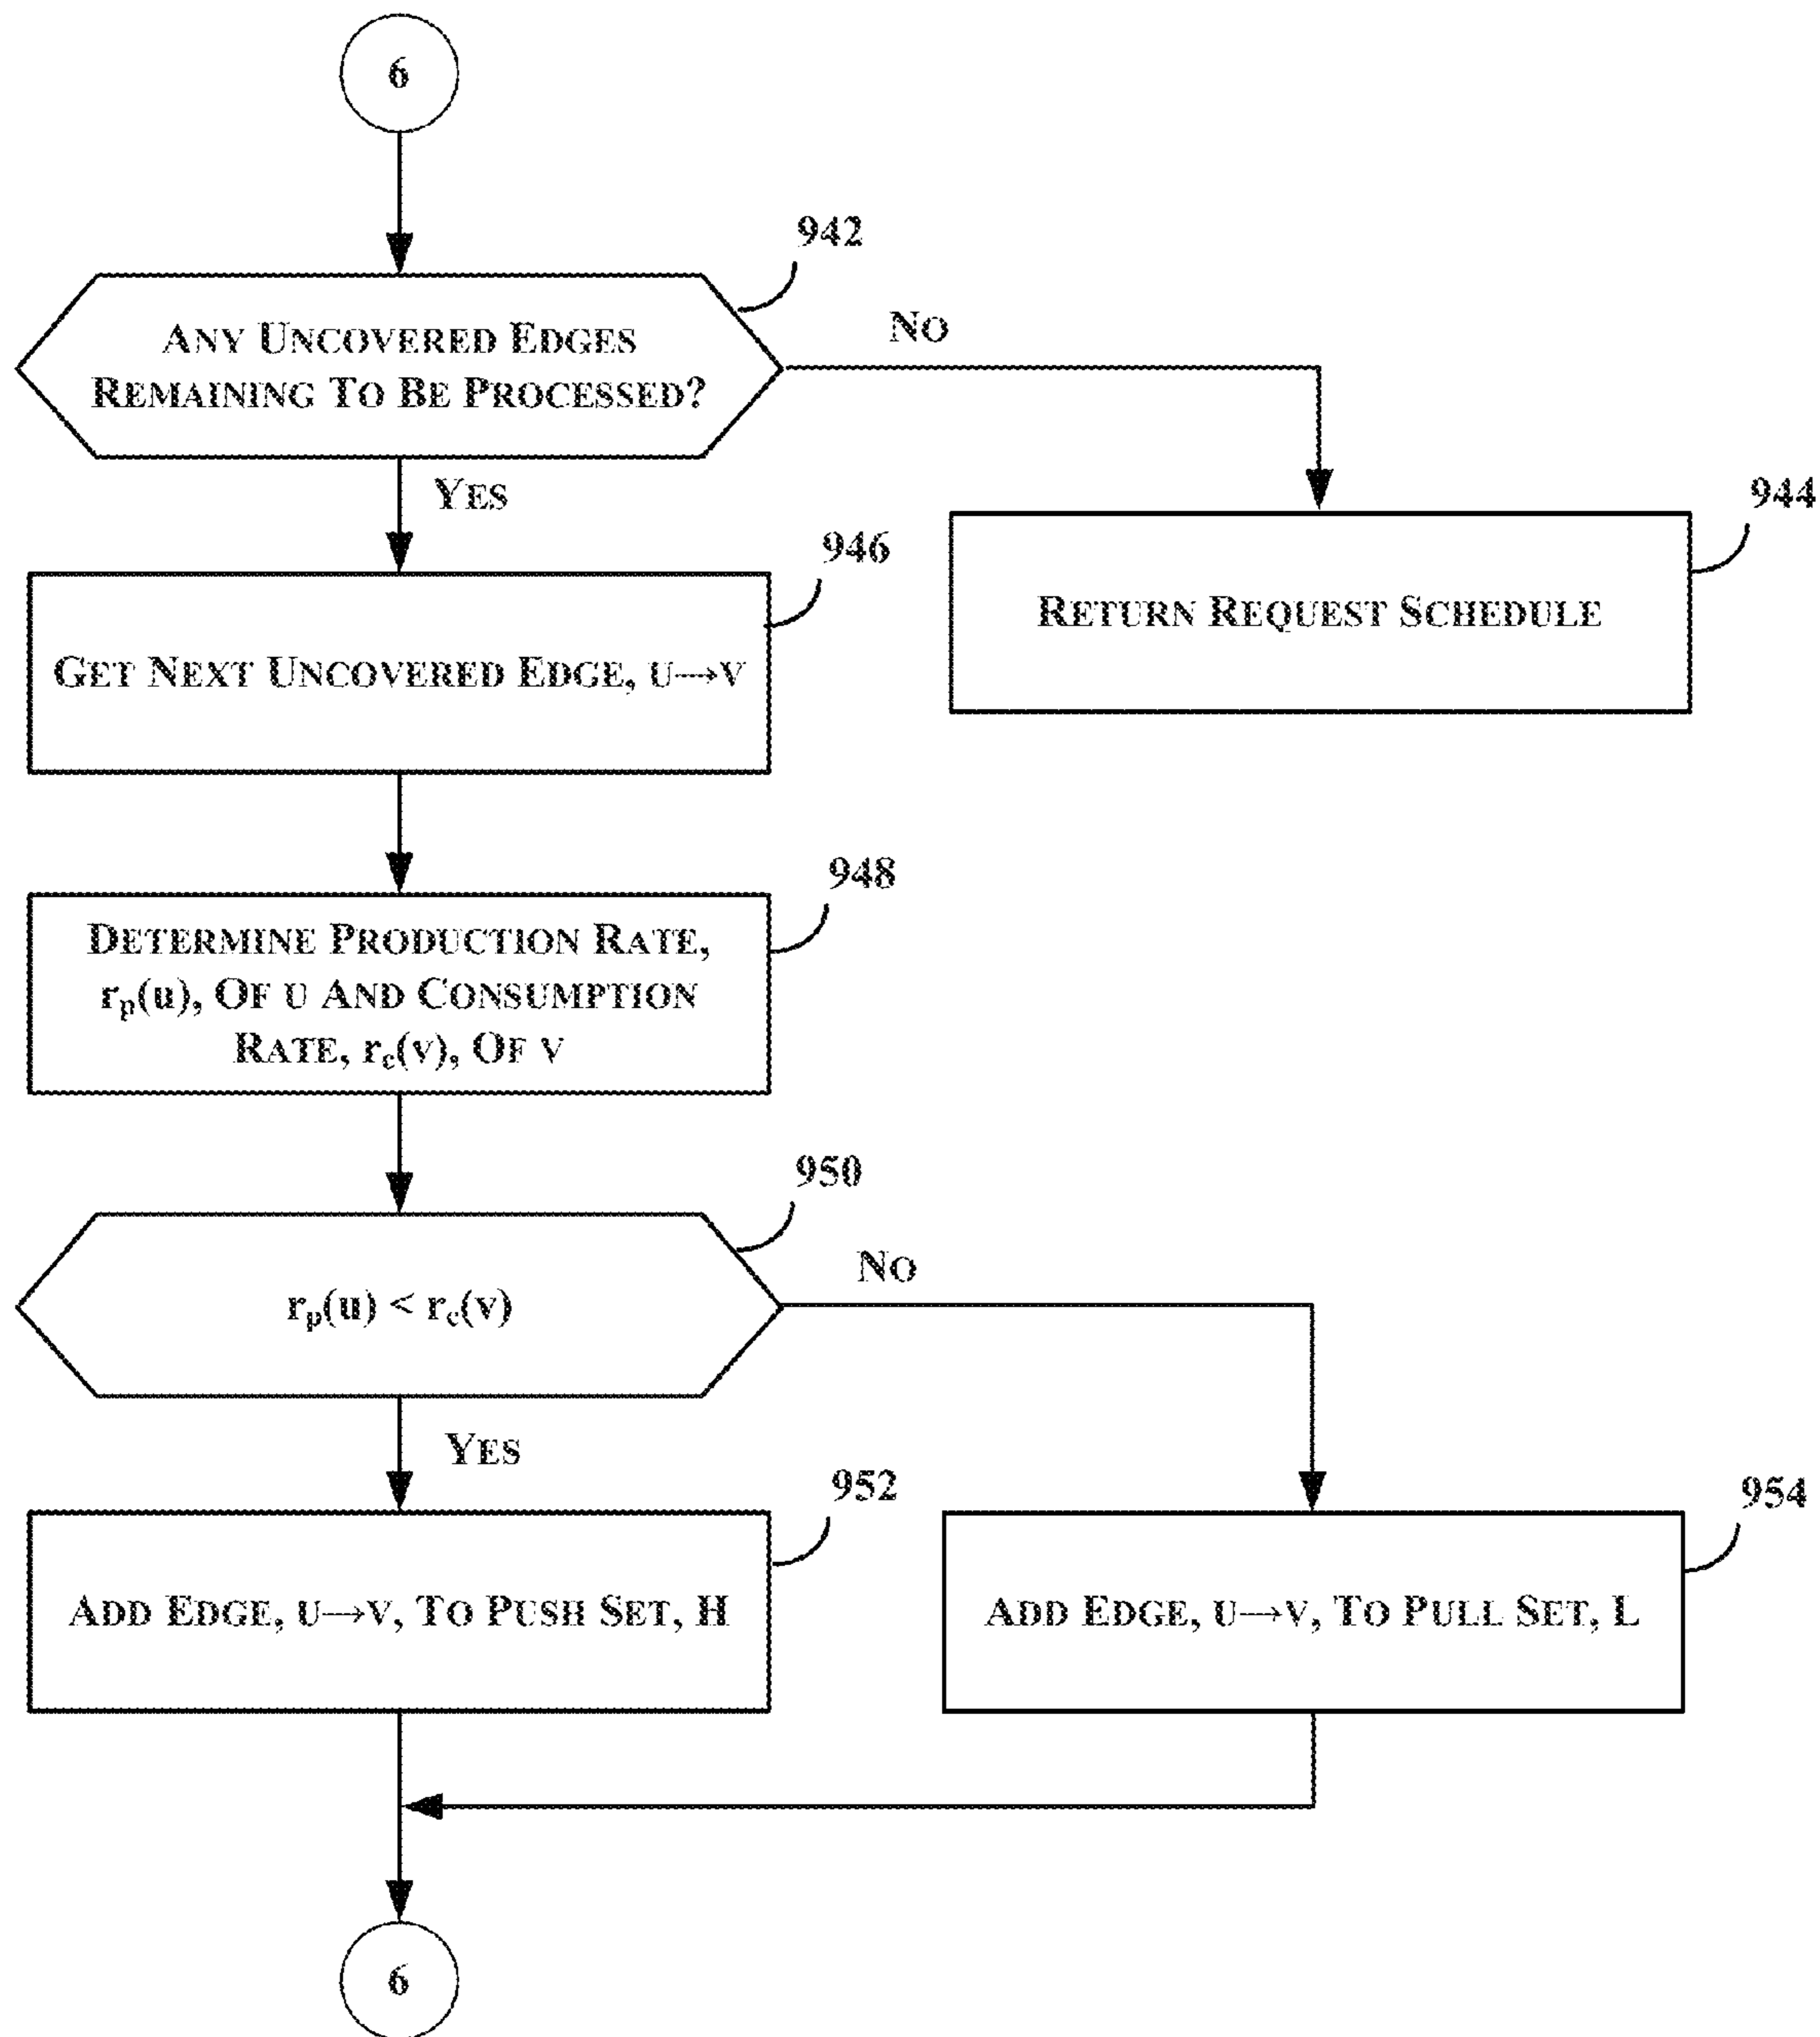 6
942
ANY UNCOVERED EDGES
REMAINING TO BE PROCESSED?
NO
YES
944
RETURN REQUEST SCHEDULE
946
GET NEXT UNCOVERED EDGE, U→V
948
DETERMINE PRODUCTION RATE,
rp(u), OF U AND CONSUMPTION
RATE, rc(v), OF V
950
rp(u) < rc(v)
NO
YES
952
ADD EDGE, U→V, TO PUSH SET, H
954
ADD EDGE, U→V, TO PULL SET, L
6